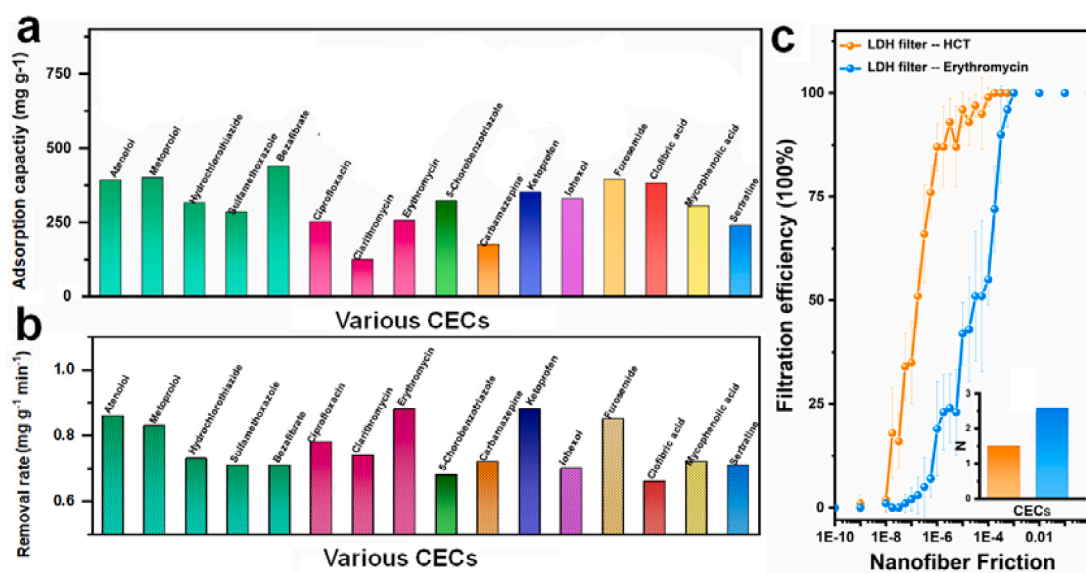 a
Adsorption capactiy (mg g-1)
750
500
250
0
Atenolol
Metoprolol
Hydrochlorothiazide
Sulfamethoxazole
Bezafibrate
Ciprofloxacin
Clarithromycin
Erythromycin
5-Chorobenzotriazole
Carbamazepine
Ketoprofen
Iohexol
Furosemide
Clofibric acid
Mycophenolic acid
Sertratine
Various CECs
b
Removal rate (mg-1 min-1)
1.0
0.8
0.6
Atenolol
Metoprolol
Hydrochlorothiazide
Sulfamethoxazole
Bezafibrate
Ciprofloxacin
Clarithromycin
Erythromycin
5-Chorobenzotriazole
Carbamazepine
Ketoprofen
Iohexol
Furosemide
Clofibric acid
Mycophenolic acid
Sertratine
Various CECs
c
LDH filter -- HCT
LDH filter -- Erythromycin
Filtration efficiency (100%)
100
75
50
25
0
1E-10
1E-8
1E-6
1E-4
0.01
Nanofiber Friction
N
3
2
1
0
CECs